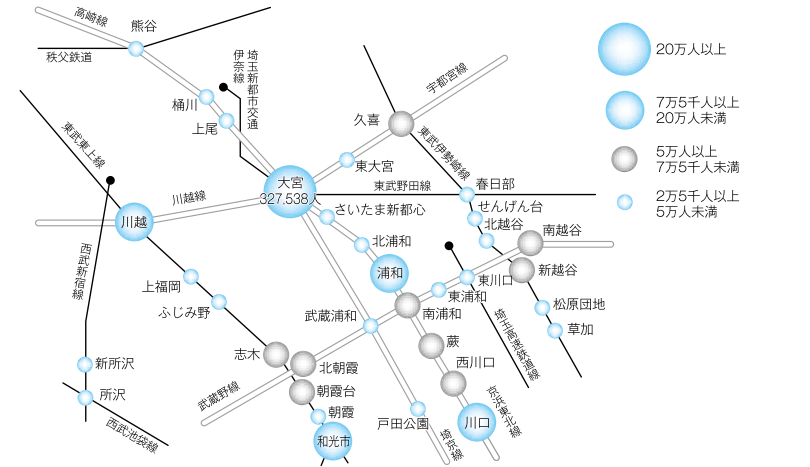 高崎線
熊谷
秩父鉄道
埼玉新都市交通
伊奈線
桶川
上尾
宇都宮線
久喜
東武伊勢崎線
東大宮
東武東上線
大宮
327.538人
東武野田線
春日部
川越線
川越
さいたま新都心
せんげん台
北越谷
北浦和
南越谷
西武新宿線
浦和
東川口
新越谷
上福岡
東浦和
ふじみ野
武蔵浦和
南浦和
松原団地
埼玉高速鉄道線
草加
志木
蕨
新所沢
北朝霞
西川口
武蔵野線
朝霞台
京浜東北線
所沢
朝霞
戸田公園
川口
西武池袋線
和光市
埼京線
20万人以上
7万5千人以上
20万人未満
5万人以上
7万5千人未満
2万5千人以上
5万人未満